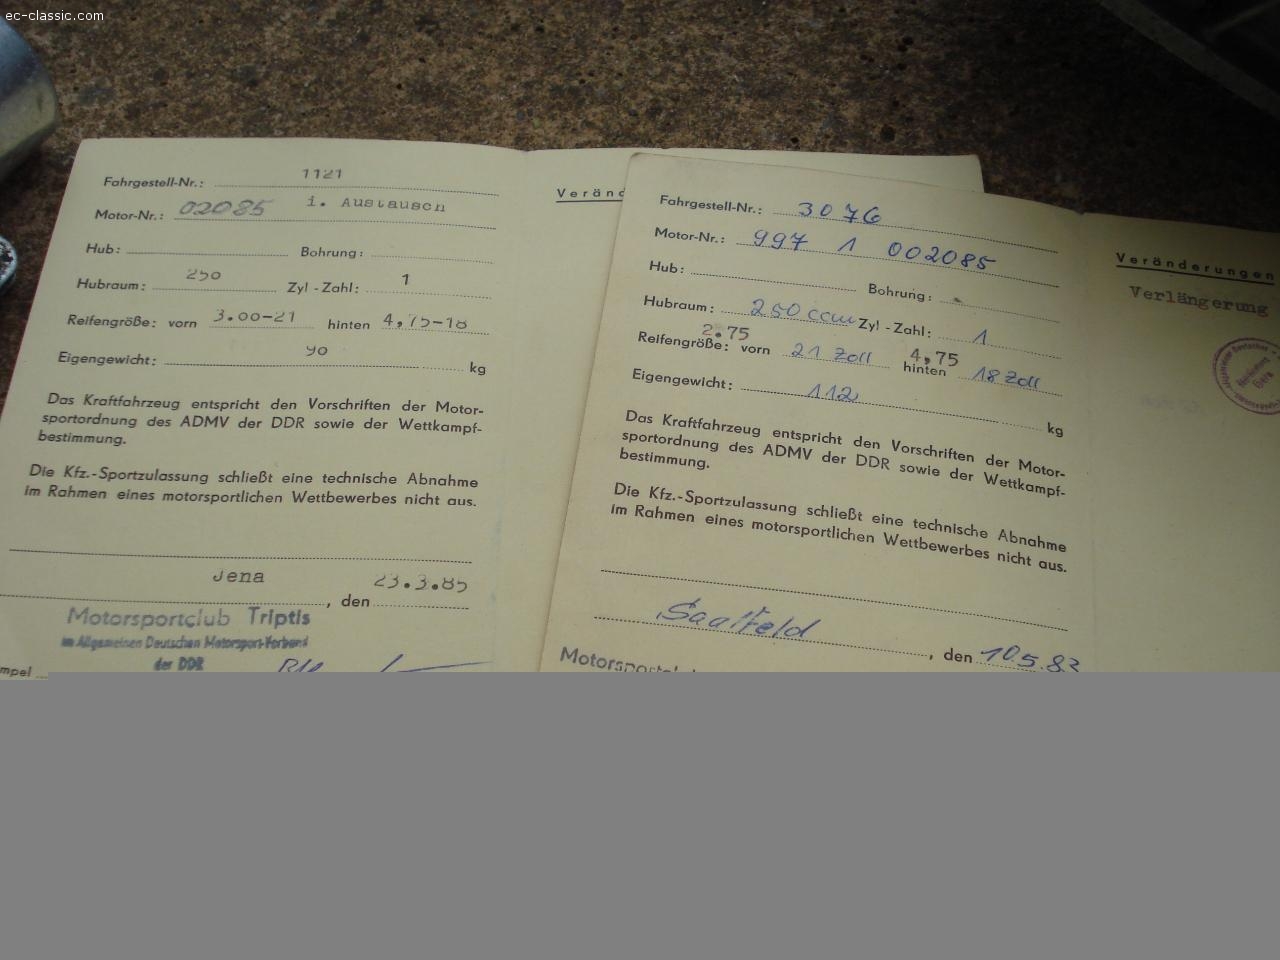 ec-classic.com
Fahrgestell-Nr.: 1121
Motor-Nr.: 02085 i. Austausch
Hub: Bohrung:
Hubraum: 250 Zyl - Zahl: 1
Reifengröße: vorn 3.00-21 hinten 4,75-18
Eigengewicht: 90 kg
Das Kraftfahrzeug entspricht den Vorschriften der Motor-
sportordnung des ADMV der DDR sowie der Wettkampf-
bestimmung.
Die Kfz.-Sportzulassung schließt eine technische Abnahme
im Rahmen eines motorsportlichen Wettbewerbes nicht aus.
Jena , den 23.3.85
Motorsportclub Triptis
im Allgemeinen Deutschen Motorsport-Verband
der DDR
mpel
Veränd
Fahrgestell-Nr.: 3076
Motor-Nr.: 997 1 002085
Hub: Bohrung:
Hubraum: 250 ccm Zyl - Zahl: 1
Reifengröße: vorn 2.75 21 Zoll hinten 4,75 18 Zoll
Eigengewicht: 112 kg
Das Kraftfahrzeug entspricht den Vorschriften der Motor-
sportordnung des ADMV der DDR sowie der Wettkampf-
bestimmung.
Die Kfz.-Sportzulassung schließt eine technische Abnahme
im Rahmen eines motorsportlichen Wettbewerbes nicht aus.
Saalfeld , den 10.5.83
Motorsportcl
Veränderungen
Verlängerung